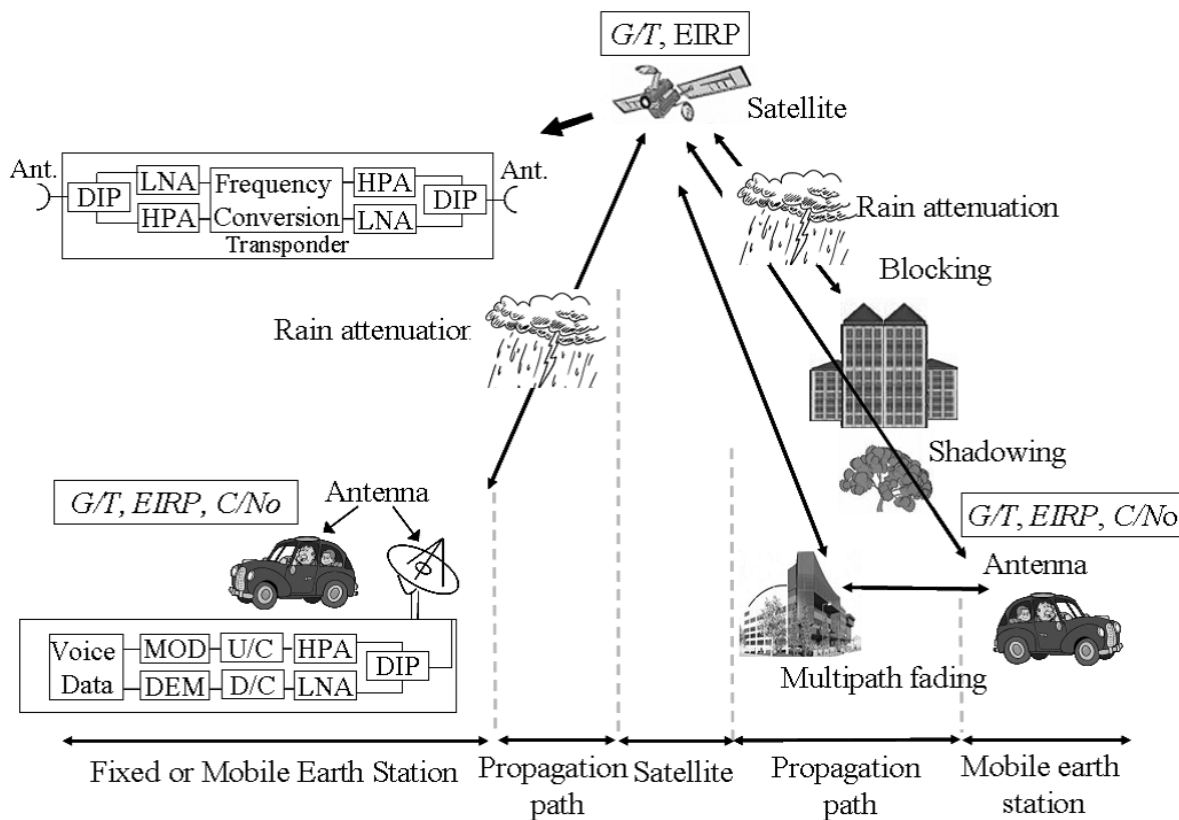 G/T, EIRP
Satellite
Ant.
DIP
LNA
HPA
Frequency
Conversion
HPA
LNA
DIP
Ant.
Transponder
Rain attenuation
Blocking
Rain attenuation
Shadowing
G/T, EIRP, C/No
Antenna
G/T, EIRP, C/No
Antenna
Voice
Data
MOD
U/C
HPA
DEM
D/C
LNA
DIP
Multipath fading
Fixed or Mobile Earth Station
Propagation
path
Satellite
Propagation
path
Mobile earth
station